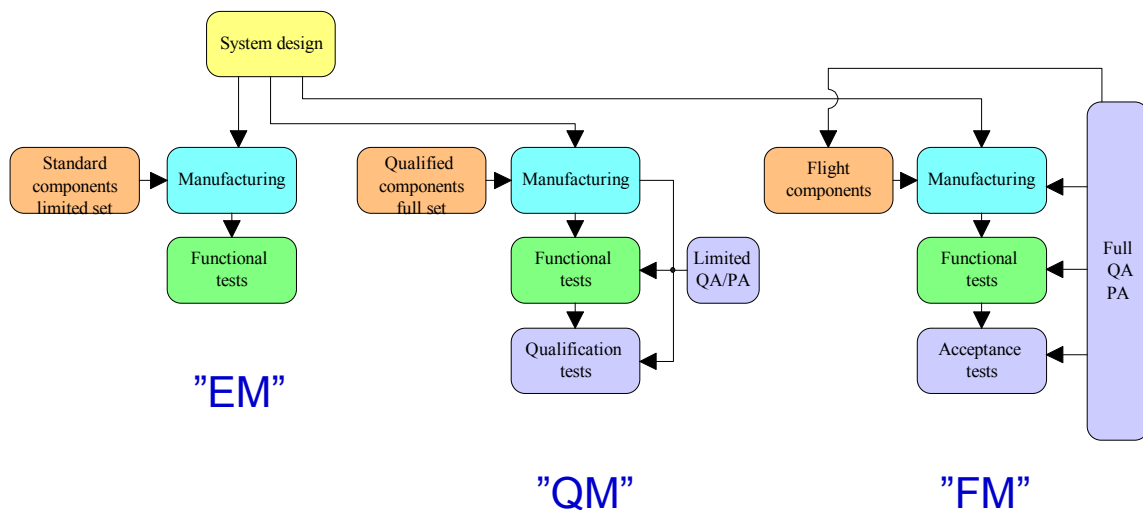 System design
Standard
components
limited set
Manufacturing
Functional
tests
”EM”
Qualified
components
full set
Manufacturing
Functional
tests
Limited
QA/PA
Qualification
tests
”QM”
Flight
components
Manufacturing
Functional
tests
Acceptance
tests
Full
QA
PA
”FM”